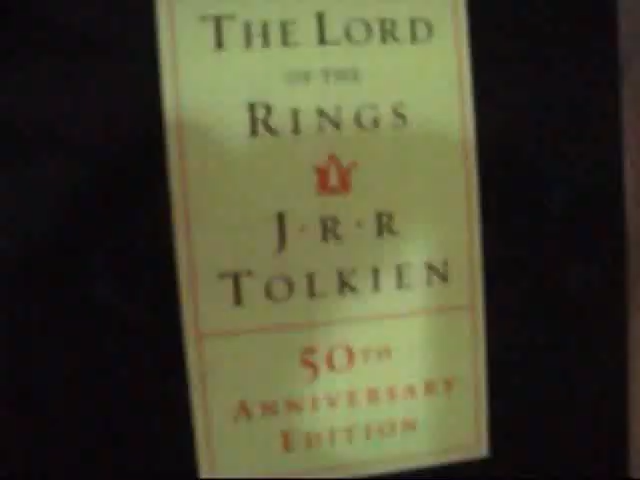 THE LORD
OF THE
RINGS
J·R·R
TOLKIEN
50TH
ANNIVERSARY
EDITION